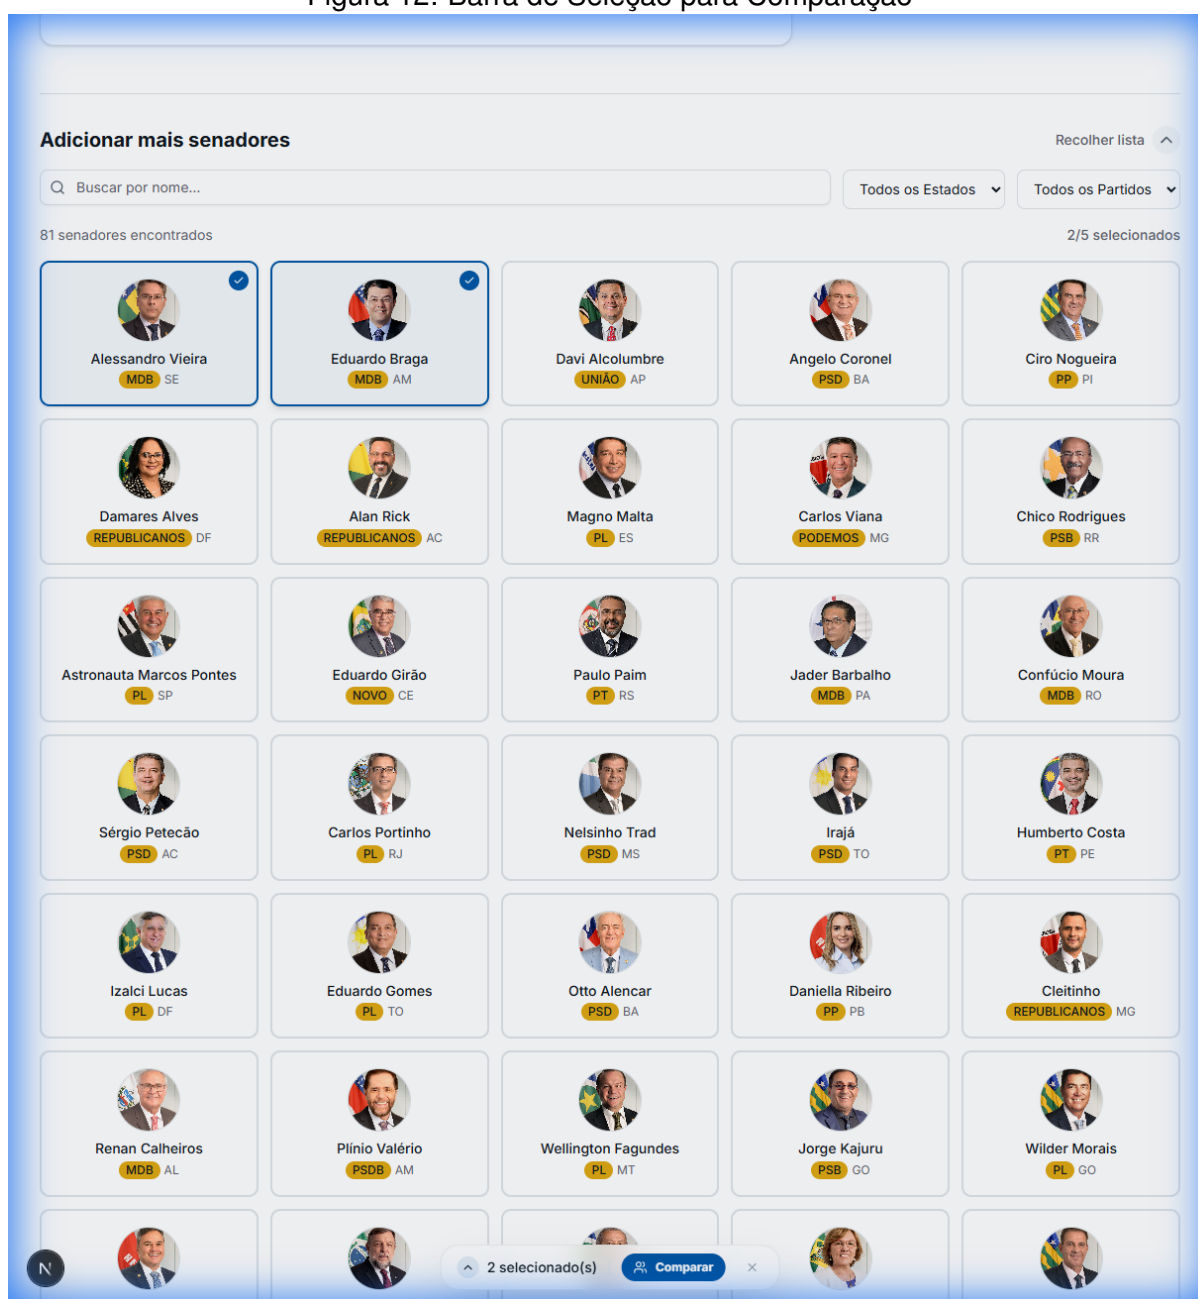 Figura 12: Barra de Seleção para Comparação
Adicionar mais senadores
Recolher lista
Buscar por nome...
Todos os Estados
Todos os Partidos
81 senadores encontrados
2/5 selecionados
Alessandro Vieira
MDB SE
Eduardo Braga
MDB AM
Davi Alcolumbre
UNIÃO AP
Angelo Coronel
PSD BA
Ciro Nogueira
PP PI
Damares Alves
REPUBLICANOS DF
Alan Rick
REPUBLICANOS AC
Magno Malta
PL ES
Carlos Viana
PODEMOS MG
Chico Rodrigues
PSB RR
Astronauta Marcos Pontes
PL SP
Eduardo Girão
NOVO CE
Paulo Paim
PT RS
Jader Barbalho
MDB PA
Confúcio Moura
MDB RO
Sérgio Petecão
PSD AC
Carlos Portinho
PL RJ
Nelsinho Trad
PSD MS
Irajá
PSD TO
Humberto Costa
PT PE
Izalci Lucas
PL DF
Eduardo Gomes
PL TO
Otto Alencar
PSD BA
Daniella Ribeiro
PP PB
Cleitinho
REPUBLICANOS MG
Renan Calheiros
MDB AL
Plínio Valério
PSDB AM
Wellington Fagundes
PL MT
Jorge Kajuru
PSB GO
Wilder Morais
PL GO
N
2 selecionado(s)
Comparar